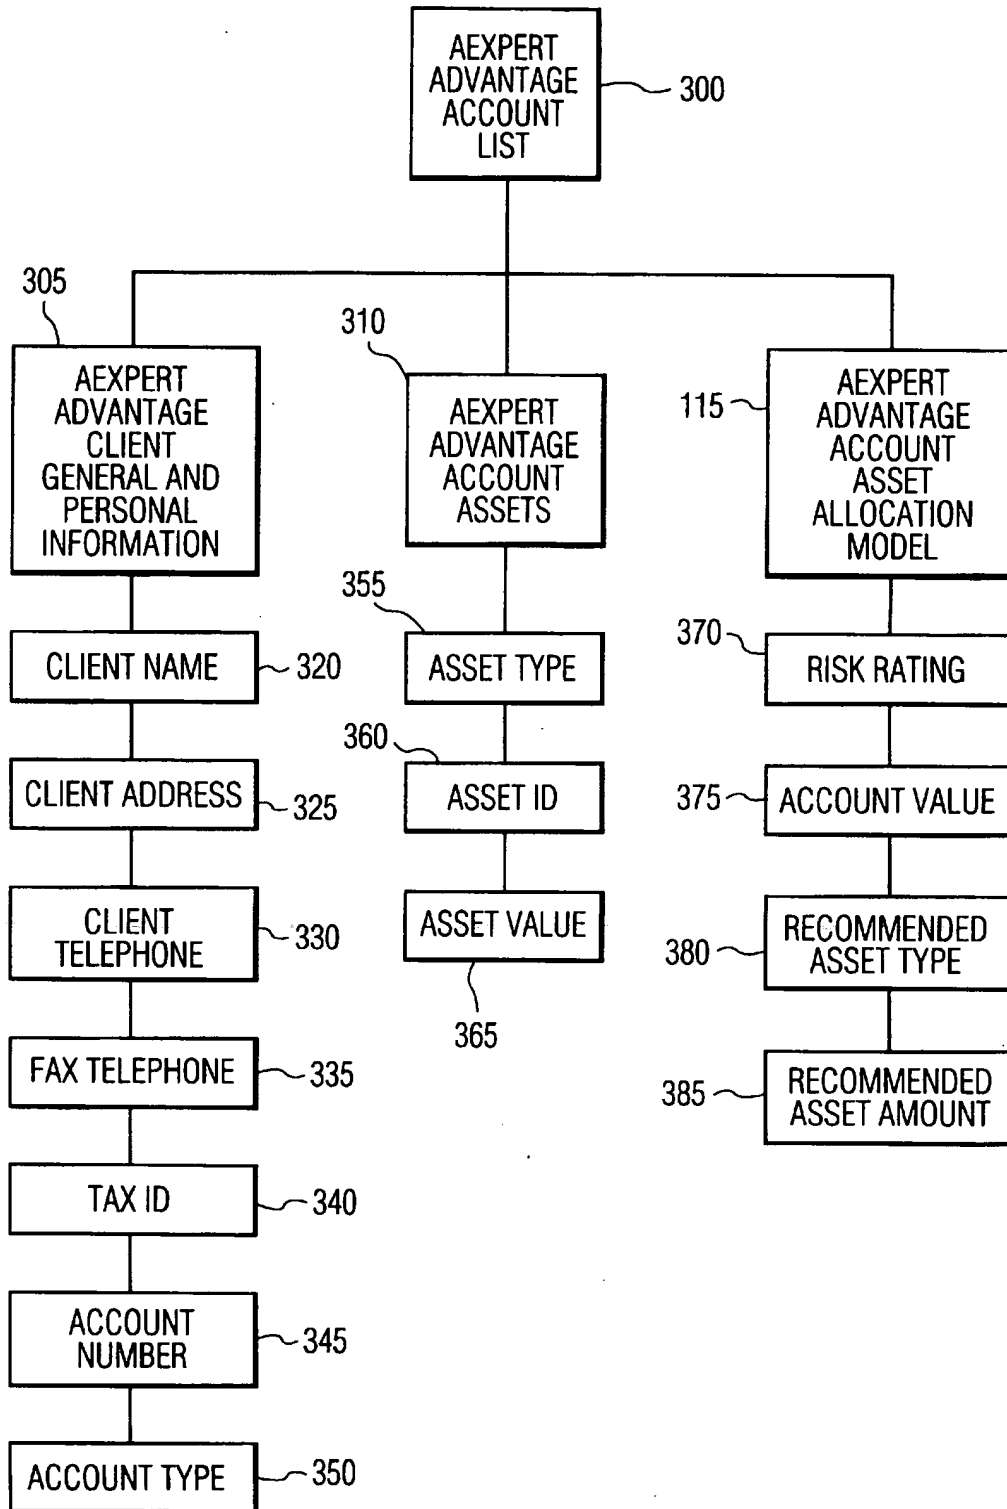 AEXPERT
ADVANTAGE
ACCOUNT
LIST
300
305
AEXPERT
ADVANTAGE
CLIENT
GENERAL AND
PERSONAL
INFORMATION
CLIENT NAME
320
CLIENT ADDRESS
325
CLIENT
TELEPHONE
330
FAX TELEPHONE
335
TAX ID
340
ACCOUNT
NUMBER
345
ACCOUNT TYPE
350
310
AEXPERT
ADVANTAGE
ACCOUNT
ASSETS
355
ASSET TYPE
360
ASSET ID
ASSET VALUE
365
115
AEXPERT
ADVANTAGE
ACCOUNT
ASSET
ALLOCATION
MODEL
370
RISK RATING
375
ACCOUNT VALUE
380
RECOMMENDED
ASSET TYPE
385
RECOMMENDED
ASSET AMOUNT